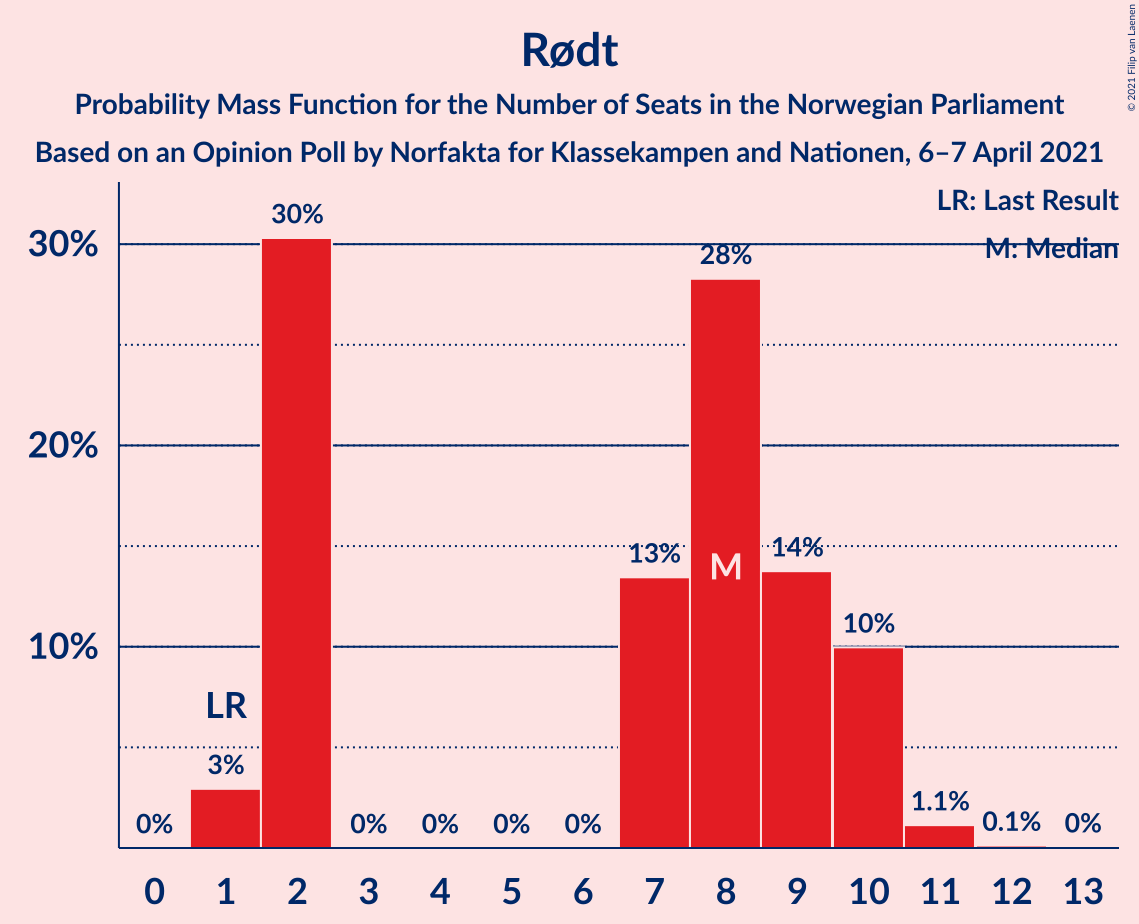 Rødt
Probability Mass Function for the Number of Seats in the Norwegian Parliament
Based on an Opinion Poll by Norfakta for Klassekampen and Nationen, 6–7 April 2021
© 2021 Filip van Laenen
LR: Last Result
M: Median
30%
20%
10%
0%
LR
3%
30%
0%
0%
0%
0%
13%
28%
M
14%
10%
1.1%
0.1%
0%
0 1 2 3 4 5 6 7 8 9 10 11 12 13